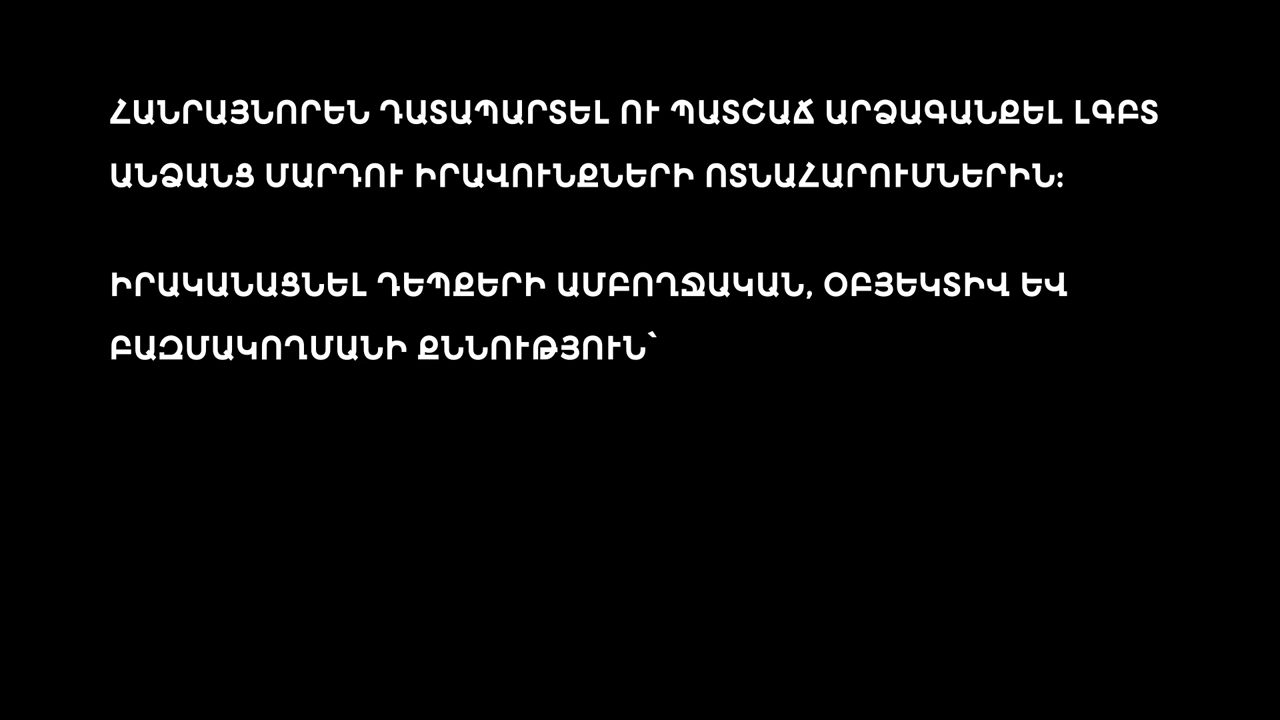 ՀԱՆՐԱՅՆՈՐԵՆ ԴԱՏԱՊԱՐՏԵԼ ՈՒ ՊԱՏՇԱՃ ԱՐՁԱԳԱՆՔԵԼ ԼԳԲՏ
ԱՆՁԱՆՑ ՄԱՐԴՈՒ ԻՐԱՎՈՒՆՔՆԵՐԻ ՈՏՆԱՀԱՐՈՒՄՆԵՐԻՆ։
ԻՐԱԿԱՆԱՑՆԵԼ ԴԵՊՔԵՐԻ ԱՄԲՈՂՋԱԿԱՆ, ՕԲՅԵԿՏԻՎ ԵՎ
ԲԱԶՄԱԿՈՂՄԱՆԻ ՔՆՆՈՒԹՅՈՒՆ՝